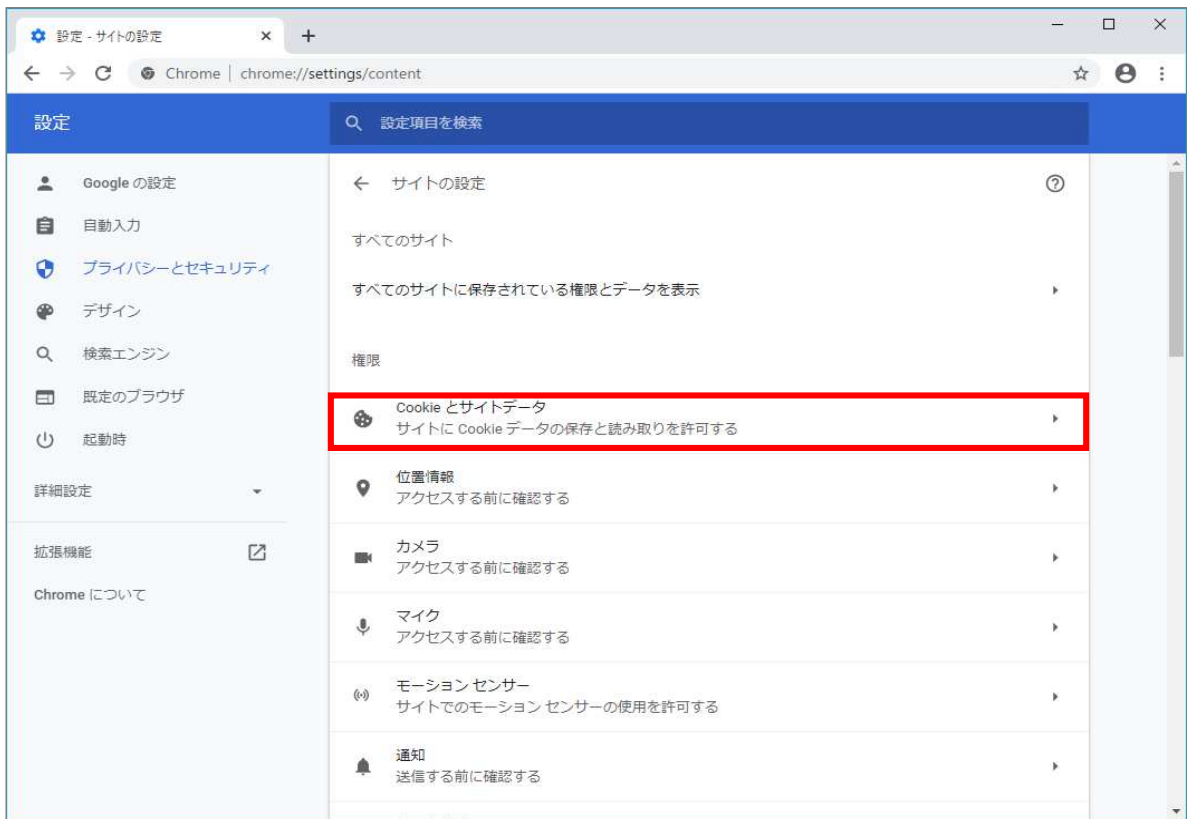 設定 - サイトの設定
Chrome | chrome://settings/content
設定
設定項目を検索
Google の設定
自動入力
プライバシーとセキュリティ
デザイン
検索エンジン
既定のブラウザ
起動時
詳細設定
拡張機能
Chrome について
サイトの設定
すべてのサイト
すべてのサイトに保存されている権限とデータを表示
権限
Cookie とサイトデータ
サイトに Cookie データの保存と読み取りを許可する
位置情報
アクセスする前に確認する
カメラ
アクセスする前に確認する
マイク
アクセスする前に確認する
モーション センサー
サイトでのモーション センサーの使用を許可する
通知
送信する前に確認する